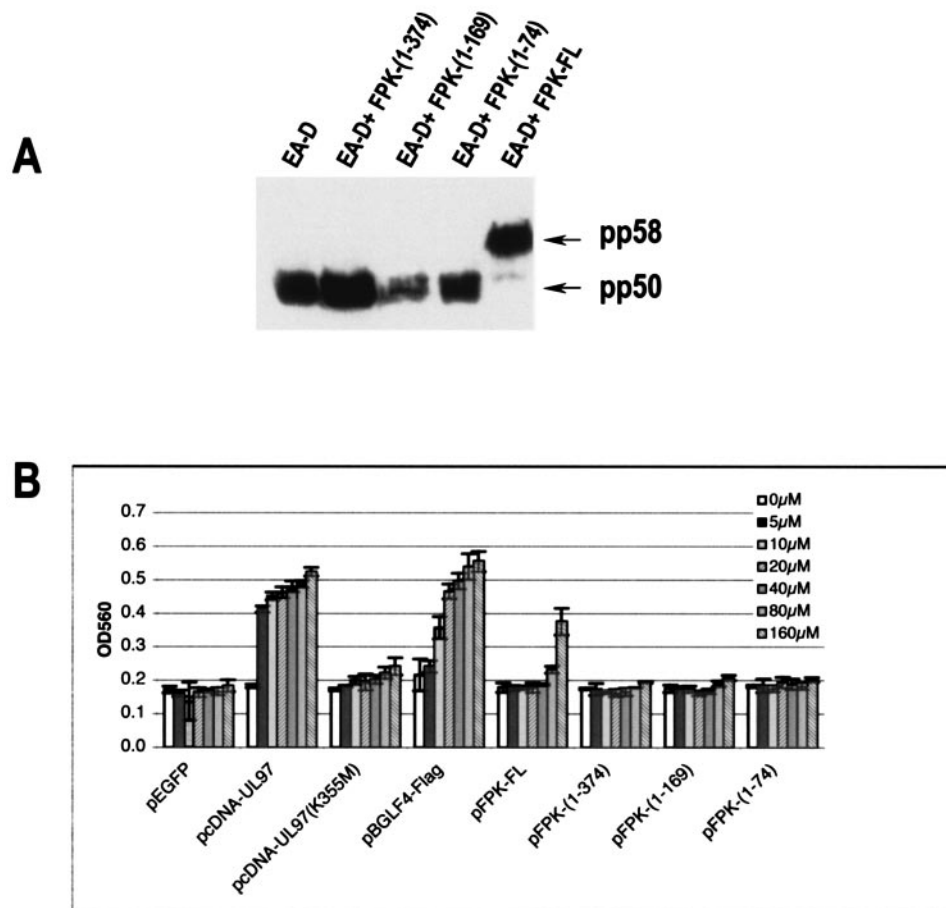 A
EA-D
EA-D+ FPK-(1-374)
EA-D+ FPK-(1-169)
EA-D+ FPK-(1-74)
EA-D+ FPK-FL
pp58
pp50
B
0.7
0.6
0.5
0.4
0.3
0.2
0.1
0.0
OD560
0µM
5µM
10µM
20µM
40µM
80µM
160µM
pEGFP
pcDNA-UL97
pcDNA-UL97(K355M)
pBGLF4-Flag
pFPK-FL
pFPK-(1-374)
pFPK-(1-169)
pFPK-(1-74)